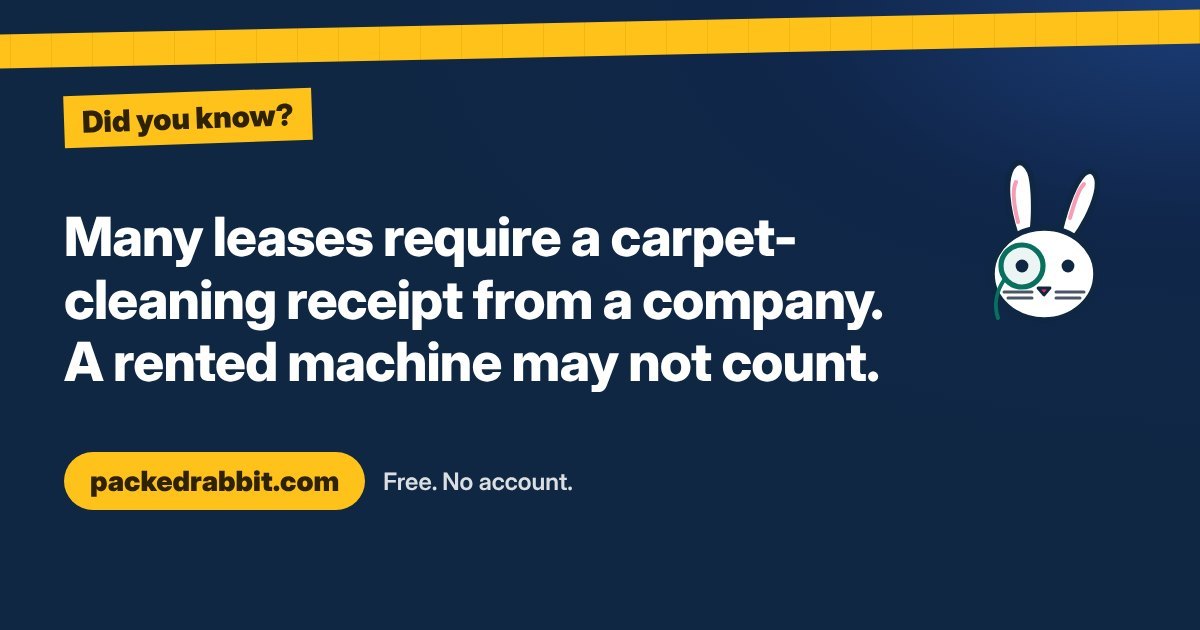 Did you know?
Many leases require a carpet-
cleaning receipt from a company.
A rented machine may not count.
packedrabbit.com
Free. No account.